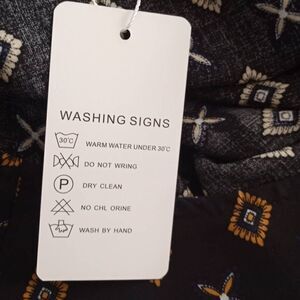 WASHING SIGNS
30°C WARM WATER UNDER 30°C
DO NOT WRING
P DRY CLEAN
NO CHL ORINE
WASH BY HAND